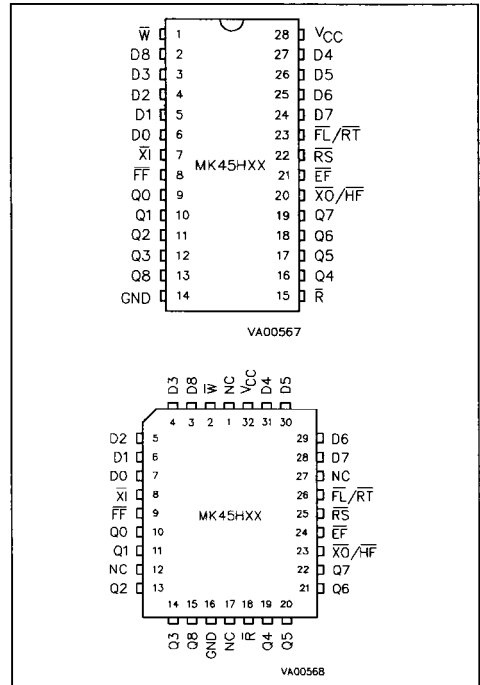 W̅ 1 28 VCC
D8 2 27 D4
D3 3 26 D5
D2 4 25 D6
D1 5 24 D7
D0 6 23 F̅L̅/R̅T̅
X̅I̅ 7 22 R̅S̅
MK45HXX
F̅F̅ 8 21 E̅F̅
Q0 9 20 X̅O̅/H̅F̅
Q1 10 19 Q7
Q2 11 18 Q6
Q3 12 17 Q5
Q8 13 16 Q4
GND 14 15 R̅
VA00567
D3 D8 W̅ NC VCC D4 D5
4 3 2 1 32 31 30
D2 5 29 D6
D1 6 28 D7
D0 7 27 NC
X̅I̅ 8 26 F̅L̅/R̅T̅
F̅F̅ 9 MK45HXX 25 R̅S̅
Q0 10 24 E̅F̅
Q1 11 23 X̅O̅/H̅F̅
NC 12 22 Q7
Q2 13 21 Q6
14 15 16 17 18 19 20
Q3 Q8 GND NC R̅ Q4 Q5
VA00568